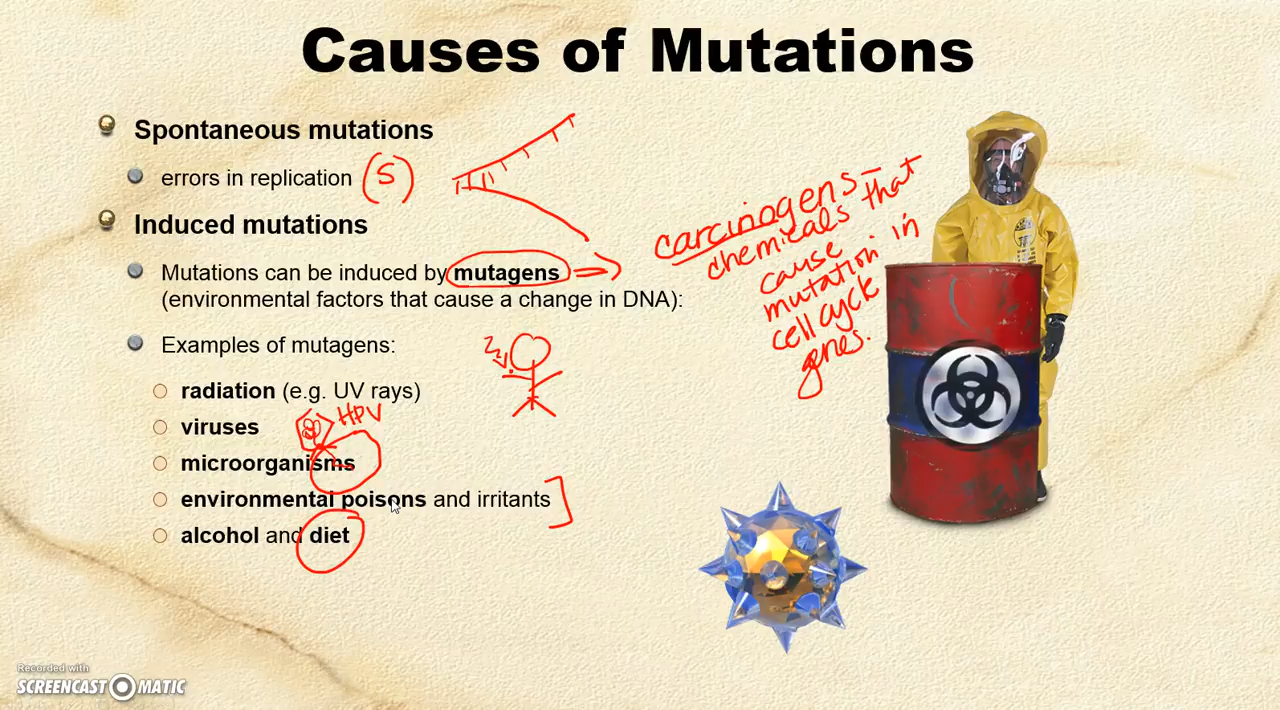 Causes of Mutations
Spontaneous mutations
errors in replication (S)
Induced mutations
Mutations can be induced by mutagens
(environmental factors that cause a change in DNA):
carcinogens-
chemicals that
cause
mutation in
cell cycle
genes.
Examples of mutagens:
radiation (e.g. UV rays)
HPV
viruses
microorganisms
environmental poisons and irritants
alcohol and diet
Recorded with
SCREENCAST MATIC